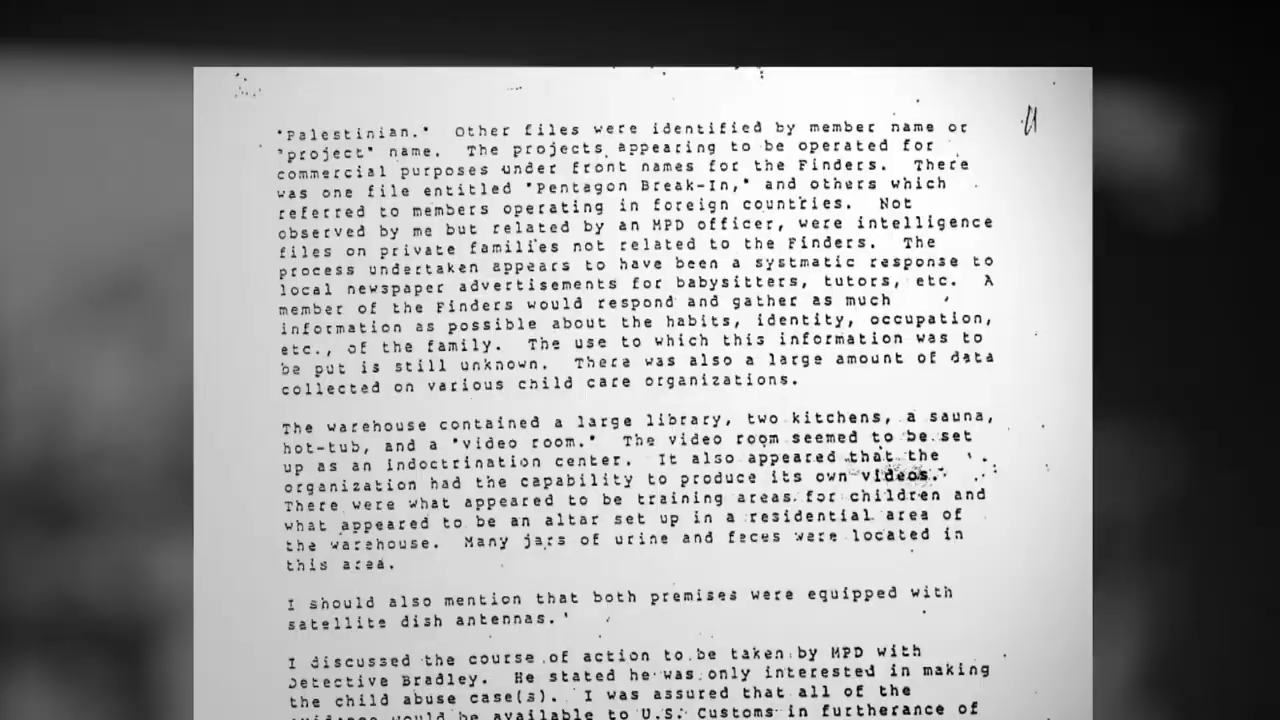 "Palestinian." Other files were identified by member name or
"project" name. The projects appearing to be operated for
commercial purposes under front names for the Finders. There
was one file entitled "Pentagon Break-In," and others which
referred to members operating in foreign countries. Not
observed by me but related by an MPD officer, were intelligence
files on private families not related to the Finders. The
process undertaken appears to have been a systmatic response to
local newspaper advertisements for babysitters, tutors, etc. A
member of the Finders would respond and gather as much
information as possible about the habits, identity, occupation,
etc., of the family. The use to which this information was to
be put is still unknown. There was also a large amount of data
collected on various child care organizations.
The warehouse contained a large library, two kitchens, a sauna,
hot-tub, and a "video room." The video room seemed to be set
up as an indoctrination center. It also appeared that the
organization had the capability to produce its own videos.
There were what appeared to be training areas for children and
what appeared to be an altar set up in a residential area of
the warehouse. Many jars of urine and feces were located in
this area.
I should also mention that both premises were equipped with
satellite dish antennas.
I discussed the course of action to be taken by MPD with
Detective Bradley. He stated he was only interested in making
the child abuse case(s). I was assured that all of the
evidence would be available to U.S. Customs in furtherance of